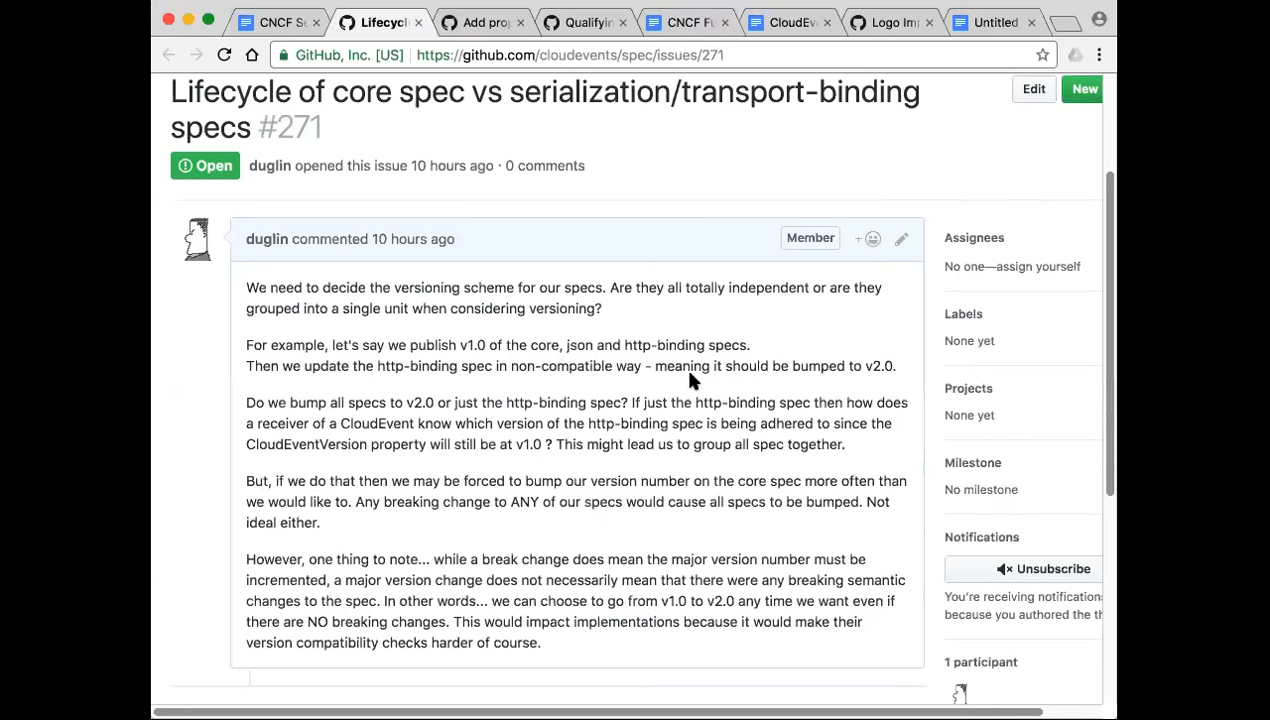 CNCF Se
Lifecycl
Add prop
Qualifyin
CNCF Fu
CloudEv
Logo Imp
Untitled
GitHub, Inc. [US]
https://github.com/cloudevents/spec/issues/271
Lifecycle of core spec vs serialization/transport-binding
specs #271
Edit
New
Open
duglin opened this issue 10 hours ago · 0 comments
duglin commented 10 hours ago
Member
We need to decide the versioning scheme for our specs. Are they all totally independent or are they
grouped into a single unit when considering versioning?
For example, let's say we publish v1.0 of the core, json and http-binding specs.
Then we update the http-binding spec in non-compatible way - meaning it should be bumped to v2.0.
Do we bump all specs to v2.0 or just the http-binding spec? If just the http-binding spec then how does
a receiver of a CloudEvent know which version of the http-binding spec is being adhered to since the
CloudEventVersion property will still be at v1.0 ? This might lead us to group all spec together.
But, if we do that then we may be forced to bump our version number on the core spec more often than
we would like to. Any breaking change to ANY of our specs would cause all specs to be bumped. Not
ideal either.
However, one thing to note... while a break change does mean the major version number must be
incremented, a major version change does not necessarily mean that there were any breaking semantic
changes to the spec. In other words... we can choose to go from v1.0 to v2.0 any time we want even if
there are NO breaking changes. This would impact implementations because it would make their
version compatibility checks harder of course.
Assignees
No one—assign yourself
Labels
None yet
Projects
None yet
Milestone
No milestone
Notifications
Unsubscribe
You're receiving notifications
because you authored the th
1 participant